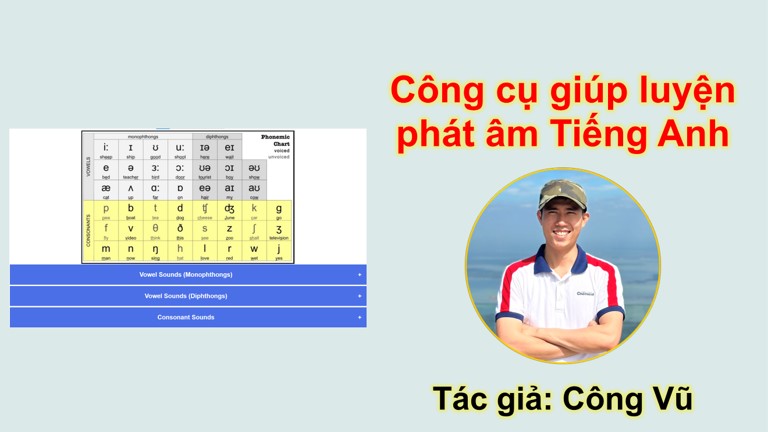 monophthongs diphthongs Phonemic
Chart
voiced
unvoiced
VOWELS
iː ɪ ʊ uː ɪə eɪ
sheep ship good shoot here wait
e ə ɜː ɔː ʊə ɔɪ əʊ
bed teacher bird door tourist boy show
æ ʌ ɑː ɒ eə aɪ aʊ
cat up far on hair my cow
CONSONANTS
p b t d tʃ dʒ k g
pea boat tea dog cheese June car go
f v θ ð s z ʃ ʒ
fly video think this see zoo shall television
m n ŋ h l r w j
man now sing hat love red wet yes
Vowel Sounds (Monophthongs) +
Vowel Sounds (Diphthongs) +
Consonant Sounds +
Công cụ giúp luyện
phát âm Tiếng Anh
Tác giả: Công Vũ